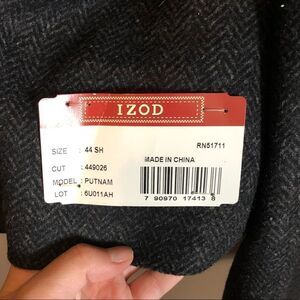 IZOD
RN51711
SIZE : 44 SH
MADE IN CHINA
CUT : 449026
MODEL : PUTNAM
LOT : 6U011AH
7 90970 17413 8